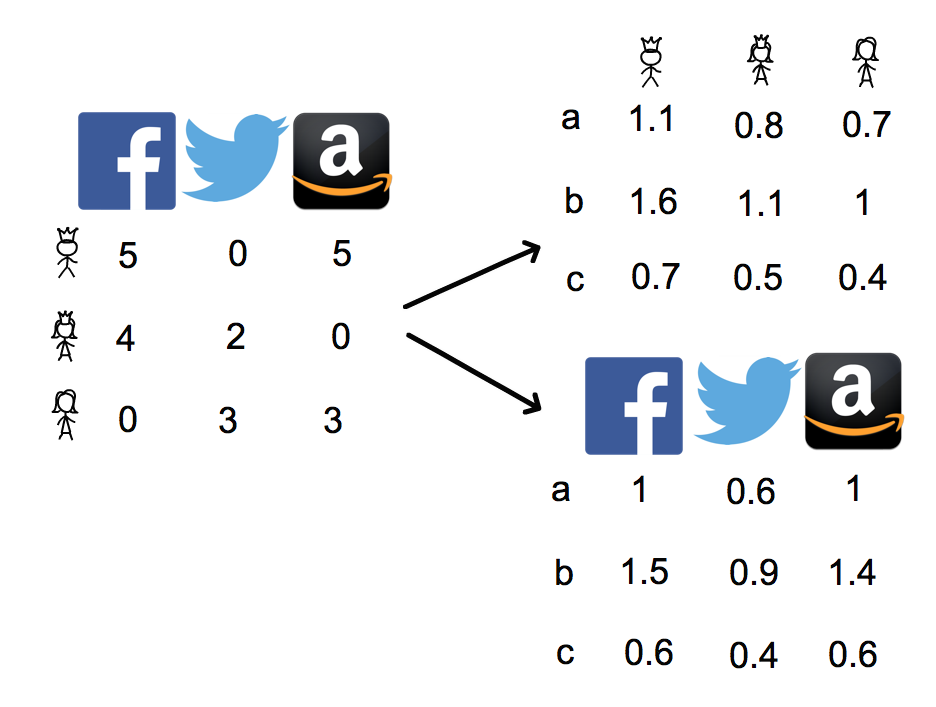 f a
5 0 5
4 2 0
0 3 3
a 1.1 0.8 0.7
b 1.6 1.1 1
c 0.7 0.5 0.4
f a
a 1 0.6 1
b 1.5 0.9 1.4
c 0.6 0.4 0.6